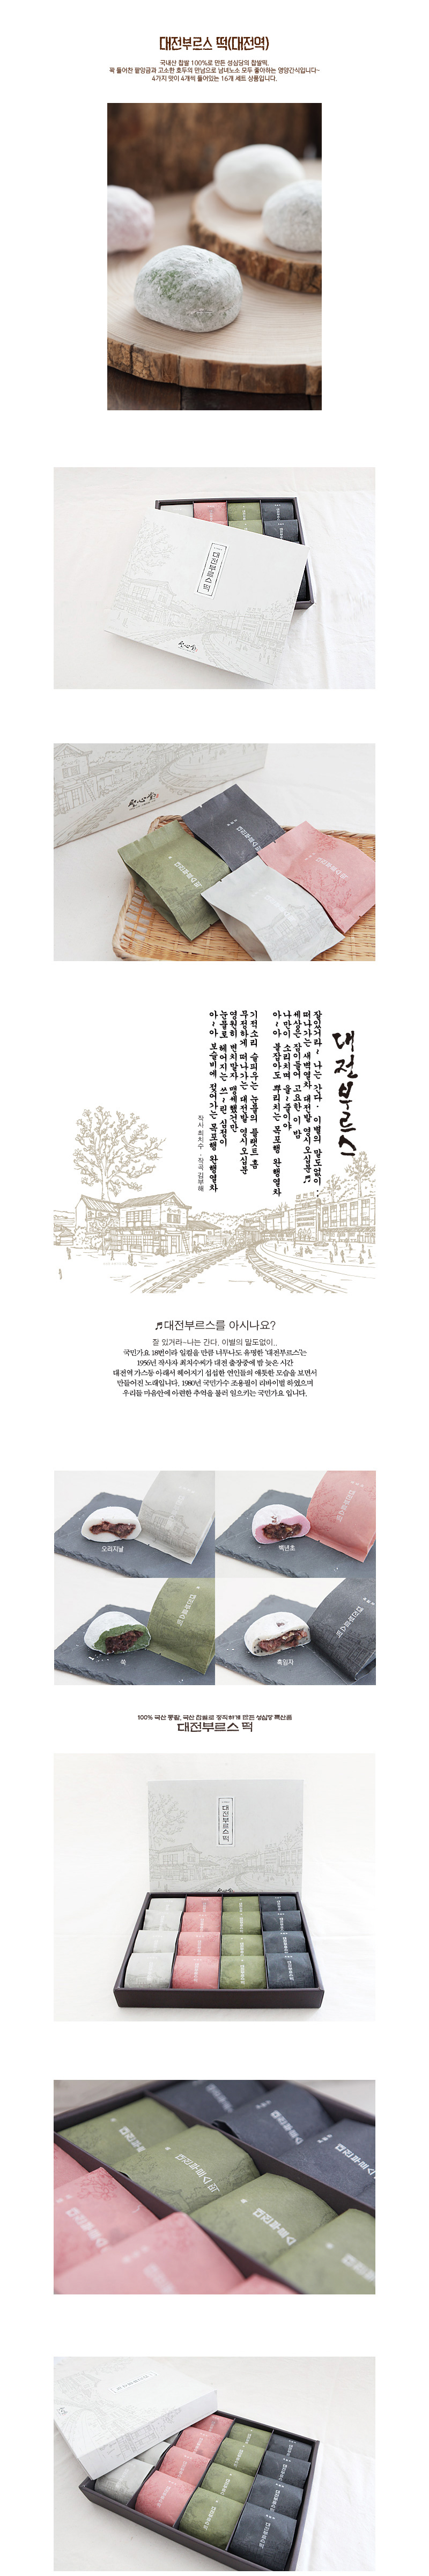 대전부르스 떡(대전역)
국내산 찹쌀 100%로 만든 성심당의 찹쌀떡,
꽉 들어찬 팥앙금과 고소한 호두의 만남으로 남녀노소 모두 좋아하는 영양간식입니다~
4가지 맛이 4개씩 들어있는 16개 세트 상품입니다.
대전부르스떡
성심당
성심당
대전부르스떡
대전부르스
잘있거라~ 나는 간다. 이별의 말도없이..
떠나가는 새벽열차 대전발 영시오십분♬
세상은 잠이들어 고요한 이 밤
나만이 소리치며 울~줄이야
아~아 붙잡아도 뿌리치는 목포행 완행열차
기적소리 슬피우는 눈물의 플랫트홈
무정하게 떠나가는 대전발 영시오십분
영원히 변치말자 맹세했건만
눈물로 헤어지는 쓰~린 심정이
아~아 보슬비에 젖어가는 목포행 완행열차
작사 최치수 . 작곡 김부해
♬대전부르스를 아시나요?
잘 있거라~나는 간다. 이별의 말도없이..
국민가요 18번이라 일컬을 만큼 너무나도 유명한 '대전부르스'는
1956년 작사자 최치수씨가 대전 출장중에 밤 늦은 시간
대전역 가스등 아래서 헤어지기 섭섭한 연인들의 애틋한 모습을 보면서
만들어진 노래입니다. 1980년 국민가수 조용필이 리바이벌 하였으며
우리들 마음안에 아련한 추억을 불러 일으키는 국민가요 입니다.
오리지날
백년초
쑥
흑임자
100% 국산 통팥, 국산 찹쌀로 정직하게 만든 성심당 특산품
대전부르스 떡
대전부르스떡